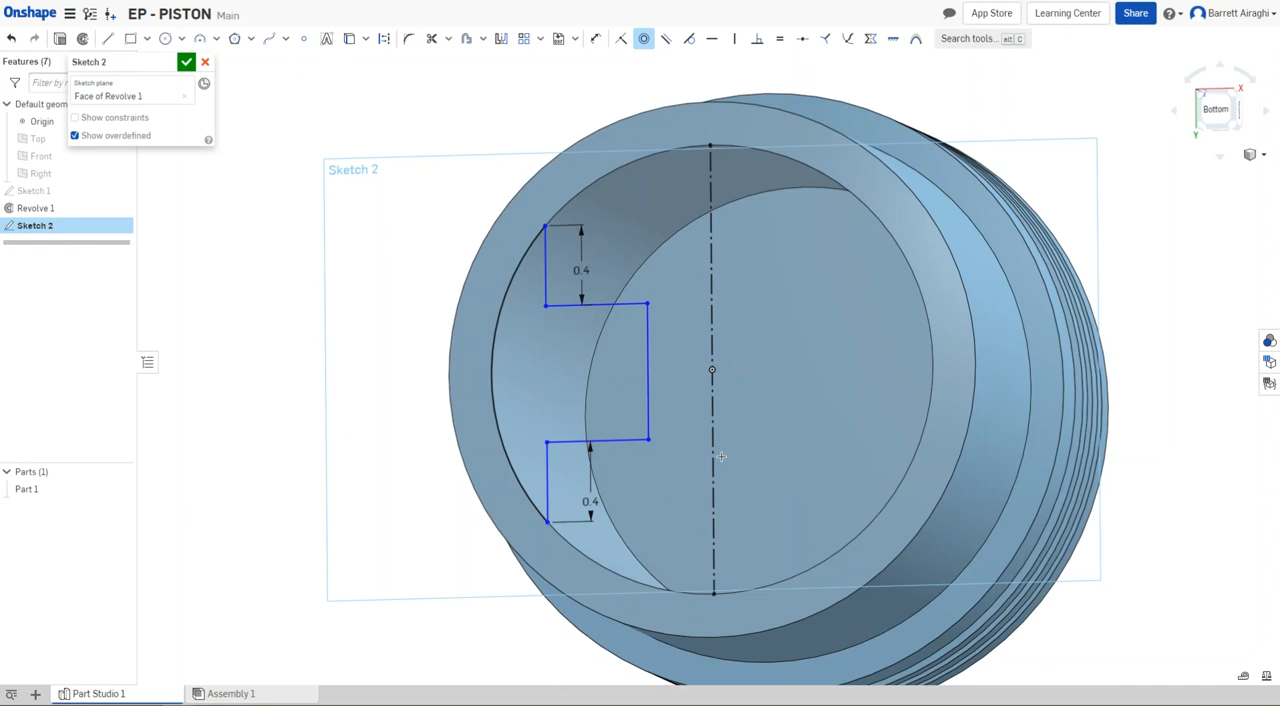 Onshape EP - PISTON Main App Store Learning Center Share Barrett Airaghi
Search tools... alt C
Features (7) Sketch 2
Filter by
Sketch plane
Face of Revolve 1
Default geom
Show constraints
Origin
Show overdefined
Top
Front
Right
Sketch 1
Revolve 1
Sketch 2
Sketch 2
0.4
0.4
Bottom
X
Y
Z
Parts (1)
Part 1
Part Studio 1 Assembly 1